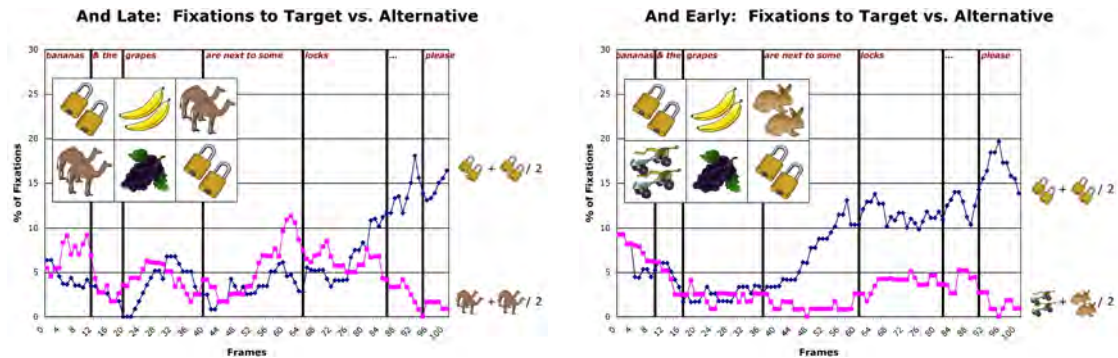 And Late: Fixations to Target vs. Alternative
% of Fixations
30
25
20
15
10
5
0
bananas & the grapes are next to some locks ... please
/ 2
/ 2
0 4 8 12 16 20 24 28 32 36 40 44 48 52 56 60 64 68 72 76 80 84 88 92 96 100
Frames
And Early: Fixations to Target vs. Alternative
% of Fixations
30
25
20
15
10
5
0
bananas & the grapes are next to some locks ... please
+ / 2
+ / 2
0 4 8 12 16 20 24 28 32 36 40 44 48 52 56 60 64 68 72 76 80 84 88 92 96 100
Frames